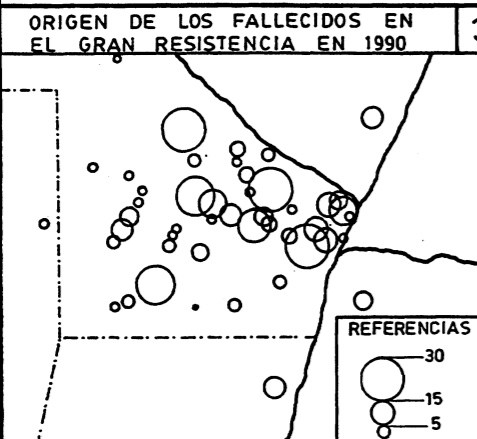 ORIGEN DE LOS FALLECIDOS EN
EL GRAN RESISTENCIA EN 1990
REFERENCIAS
30
15
5